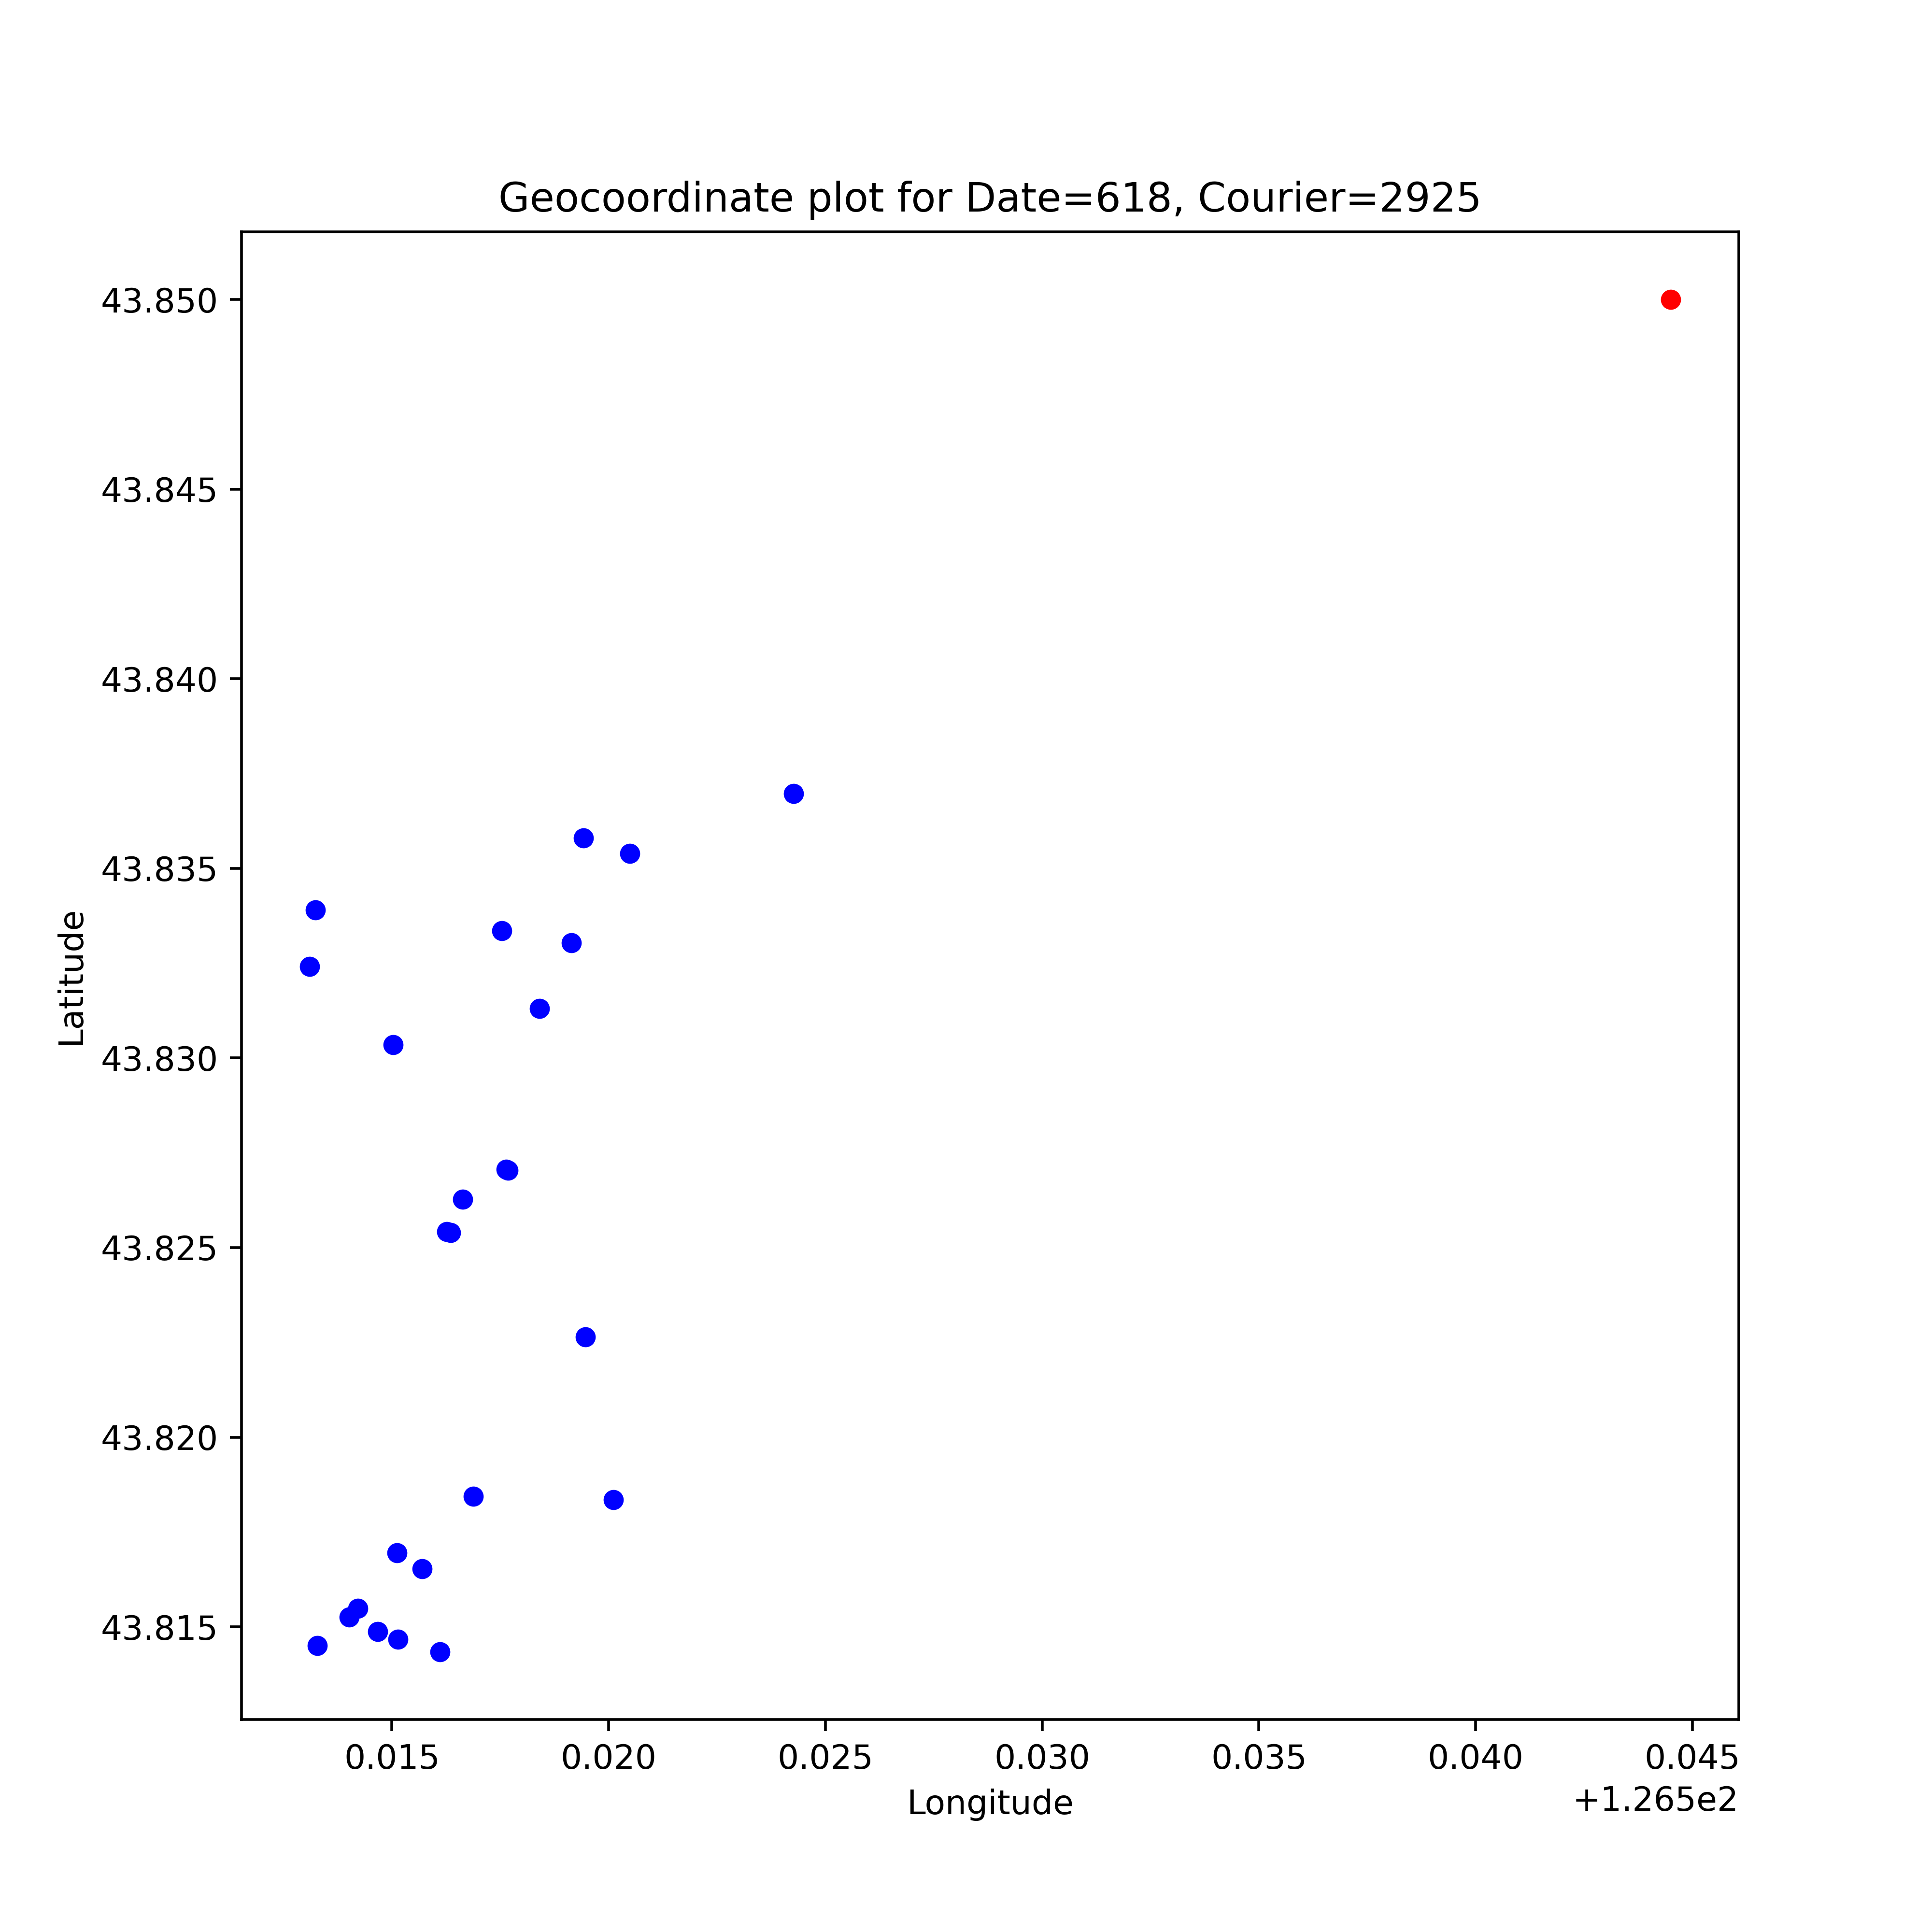 Geocoordinate plot for Date=618, Courier=2925
43.850
43.845
43.840
43.835
43.830
43.825
43.820
43.815
Latitude
0.015 0.020 0.025 0.030 0.035 0.040 0.045
+1.265e2
Longitude